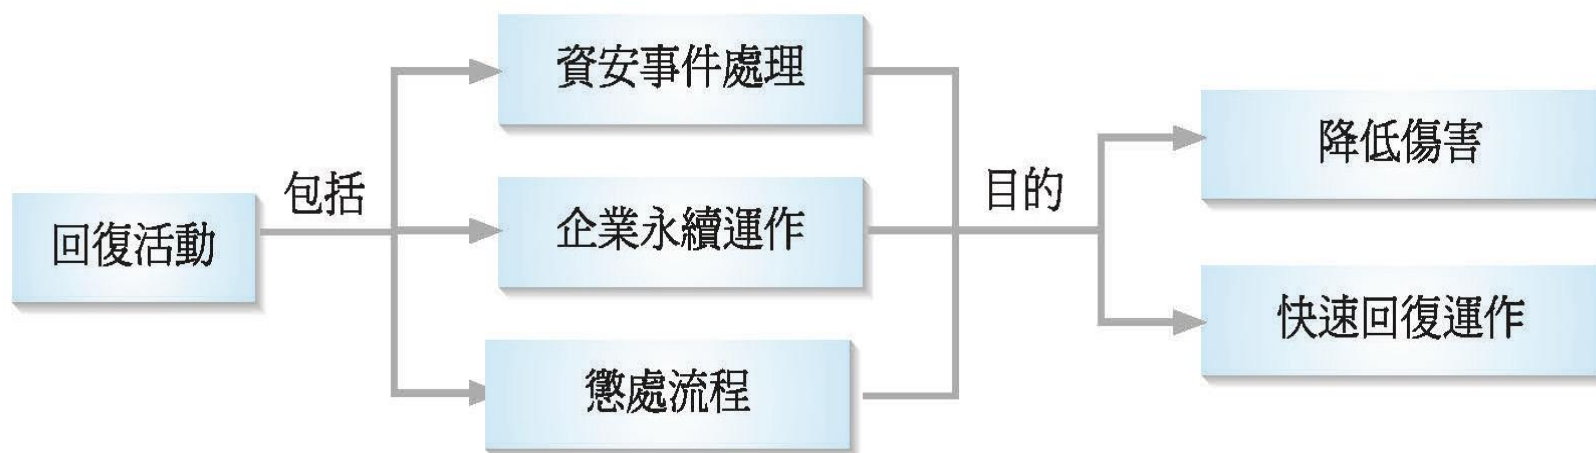 回復活動
包括
資安事件處理
企業永續運作
懲處流程
目的
降低傷害
快速回復運作